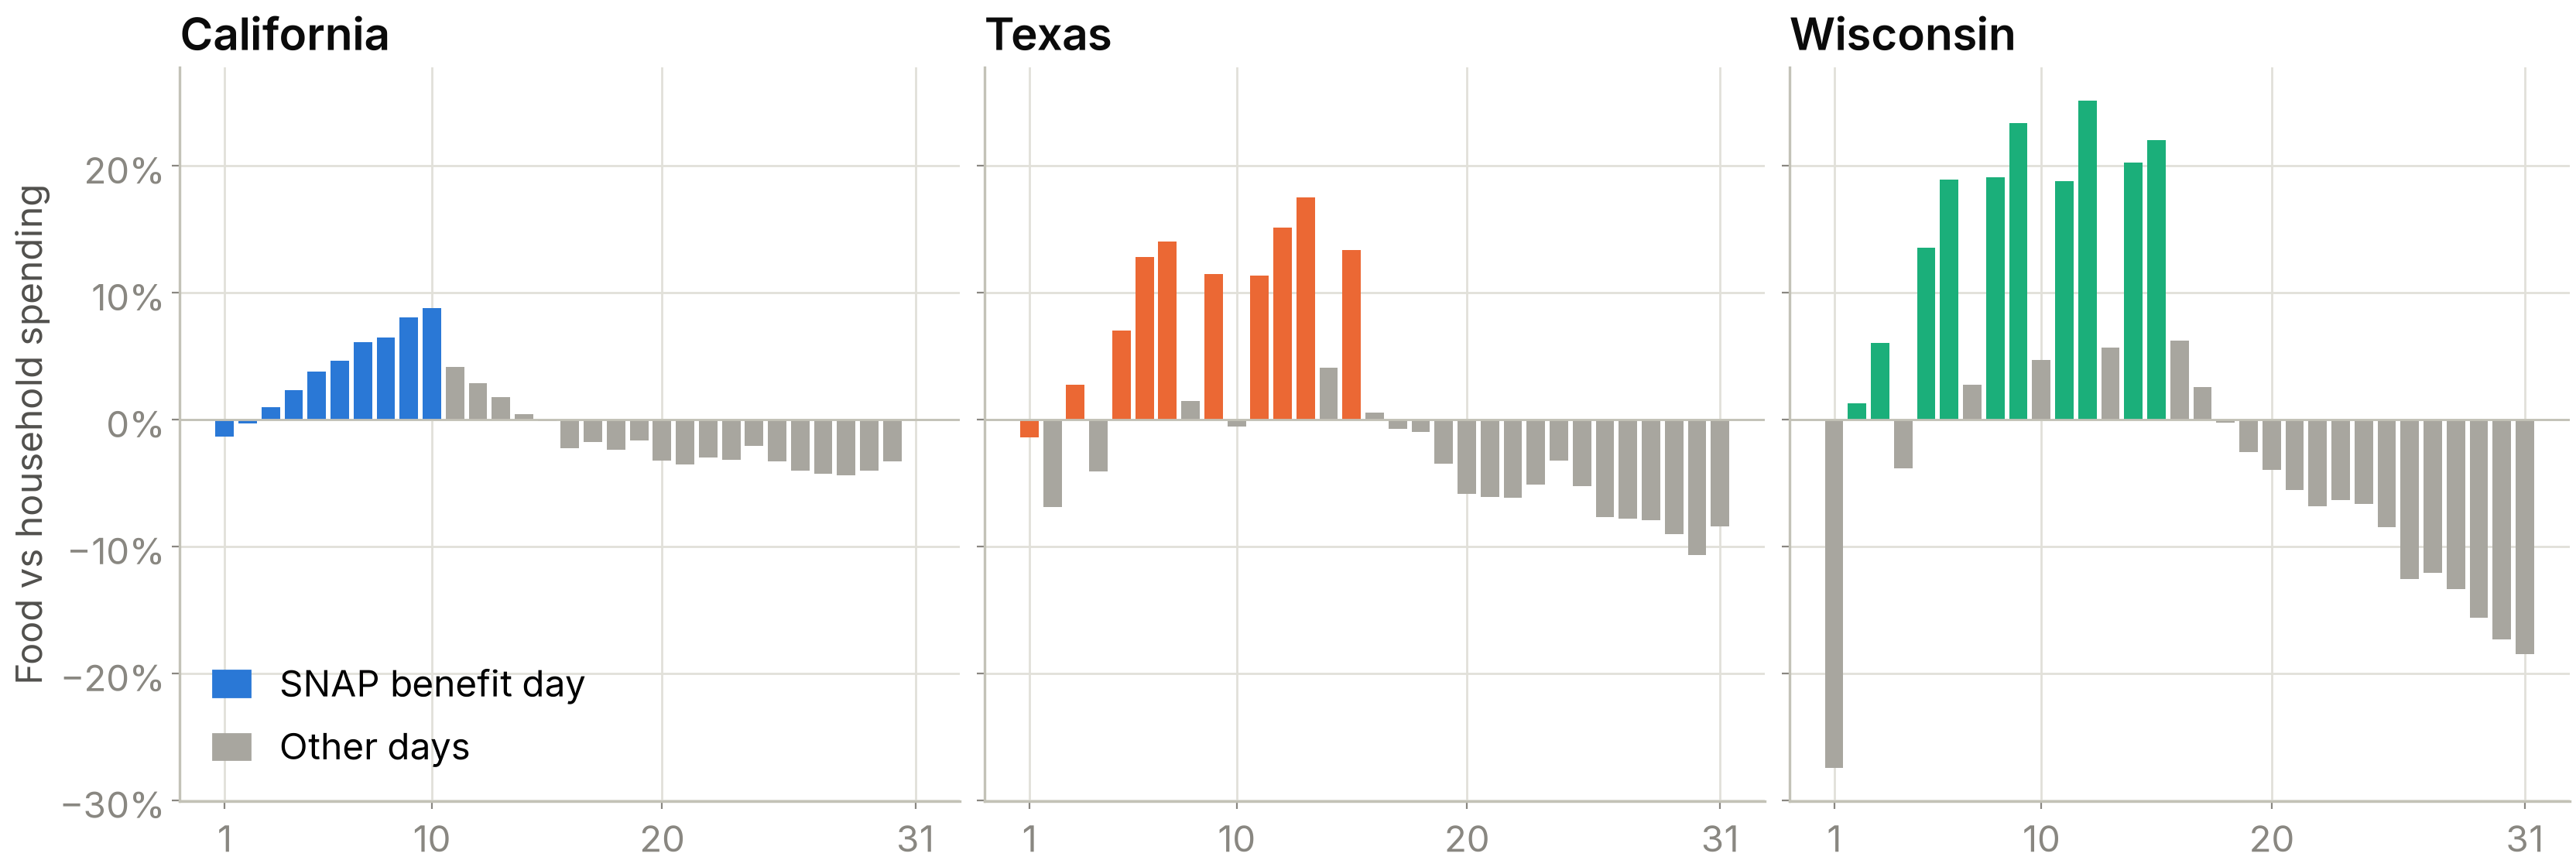 California
Texas
Wisconsin
Food vs household spending
20%
10%
0%
−10%
−20%
−30%
SNAP benefit day
Other days
1 10 20 31
1 10 20 31
1 10 20 31